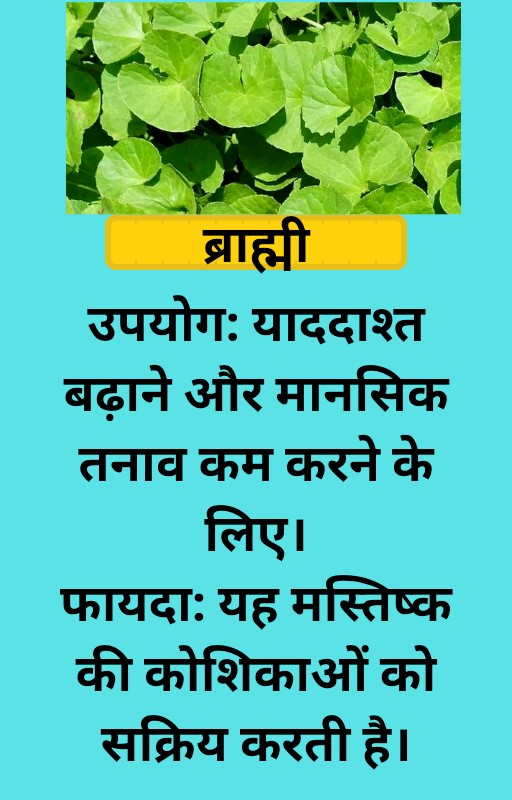 ब्राह्मी
उपयोग: याददाश्त
बढ़ाने और मानसिक
तनाव कम करने के
लिए।
फायदा: यह मस्तिष्क
की कोशिकाओं को
सक्रिय करती है।